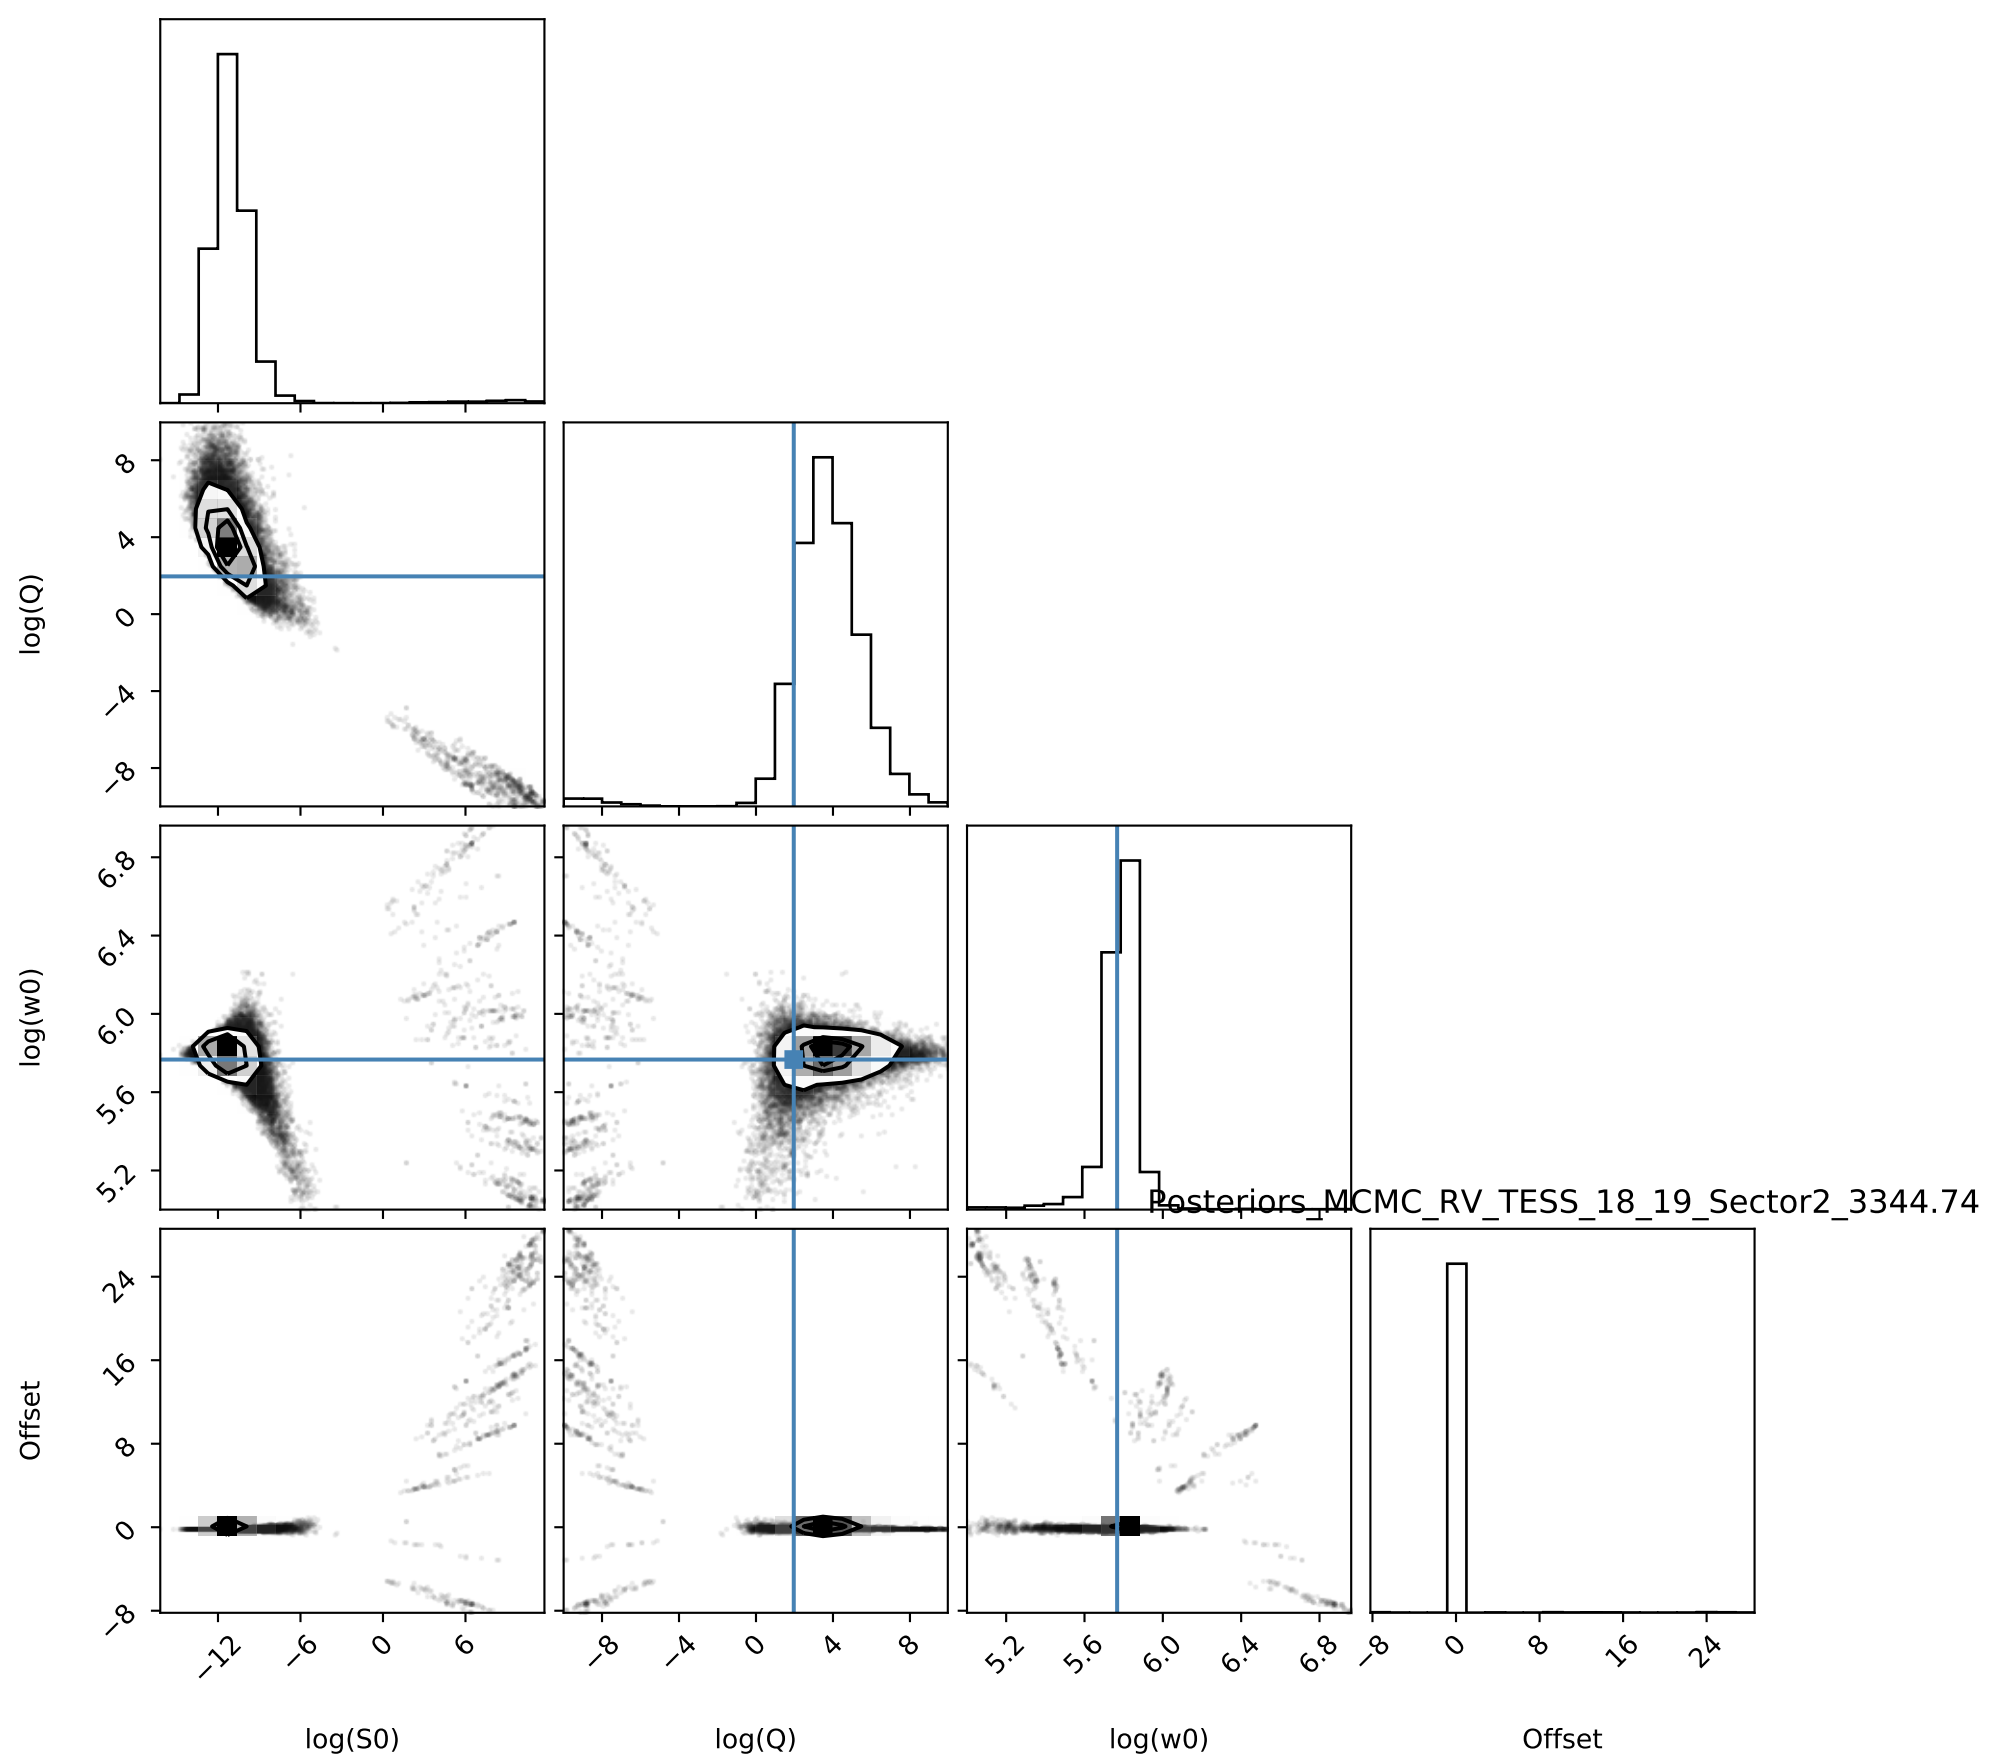 8
4
0
−4
−8
log(Q)
6.8
6.4
6.0
5.6
5.2
log(w0)
Posteriors_MCMC_RV_TESS_18_19_Sector2_3344.74
24
16
8
0
−8
Offset
−12 −6 0 6
−8 −4 0 4 8
5.2 5.6 6.0 6.4 6.8
−8 0 8 16 24
log(S0) log(Q) log(w0) Offset